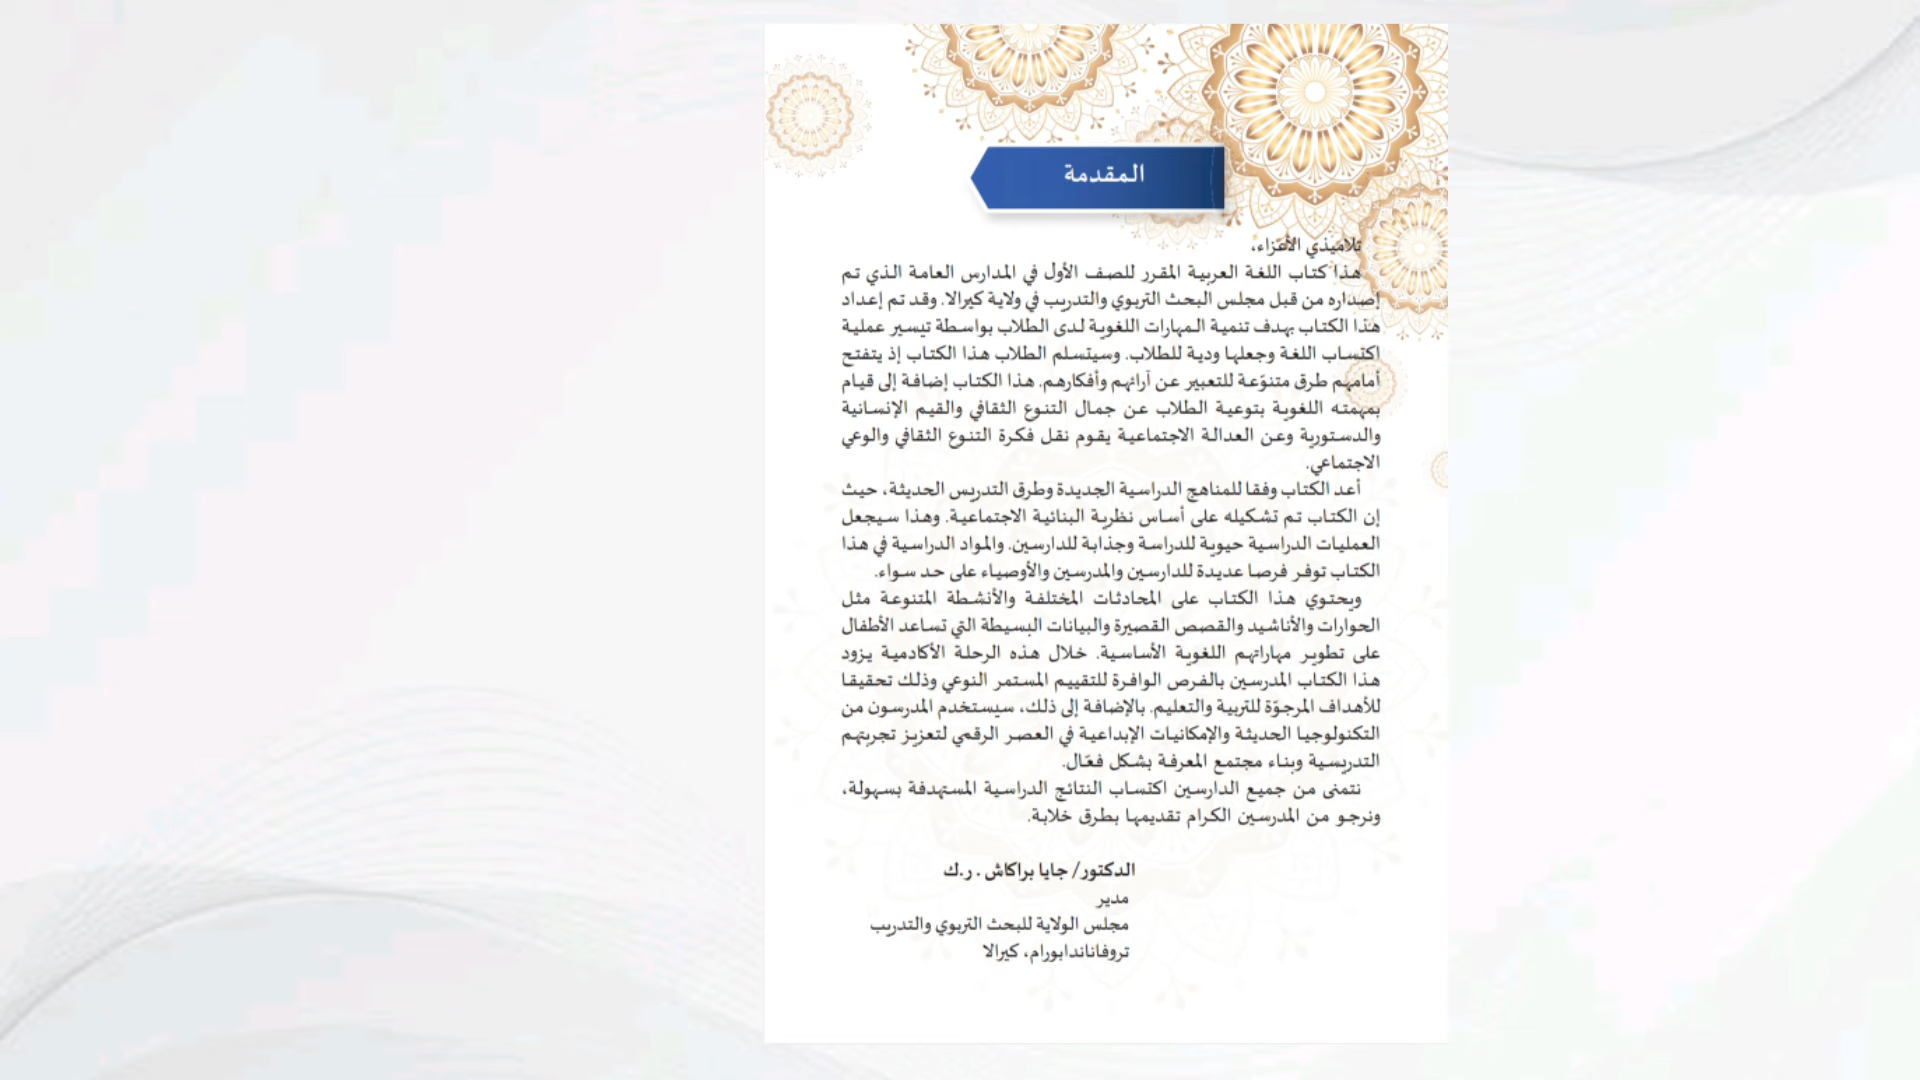 المقدمة
تلاميذي الأعزاء،
هذا كتاب اللغة العربية المقرر للصف الأول في المدارس العامة الذي تم
إصداره من قبل مجلس البحث التربوي والتدريب في ولاية كيرالا. وقد تم إعداد
هذا الكتاب بهدف تنمية المهارات اللغوية لدى الطلاب بواسطة تيسير عملية
اكتساب اللغة وجعلها ودية للطلاب. وسيتسلم الطلاب هذا الكتاب إذ يتفتح
أمامهم طرق متنوّعة للتعبير عن آرائهم وأفكارهم. هذا الكتاب إضافة إلى قيام
بمهمته اللغوية بتوعية الطلاب عن جمال التنوع الثقافي والقيم الإنسانية
والدستورية وعن العدالة الاجتماعية يقوم نقل فكرة التنوع الثقافي والوعي
الاجتماعي.
أعد الكتاب وفقا للمناهج الدراسية الجديدة وطرق التدريس الحديثة، حيث
إن الكتاب تم تشكيله على أساس نظرية البنائية الاجتماعية. وهذا سيجعل
العمليات الدراسية حيوية للدراسة وجذابة للدارسين. والمواد الدراسية في هذا
الكتاب توفر فرصا عديدة للدارسين والمدرسين والأوصياء على حد سواء.
ويحتوي هذا الكتاب على المحادثات المختلفة والأنشطة المتنوعة مثل
الحوارات والأناشيد والقصص القصيرة والبيانات البسيطة التي تساعد الأطفال
على تطوير مهاراتهم اللغوية الأساسية. خلال هذه الرحلة الأكادمية يزود
هذا الكتاب المدرسين بالفرص الوافرة للتقييم المستمر النوعي وذلك تحقيقا
للأهداف المرجوّة للتربية والتعليم. بالإضافة إلى ذلك، سيستخدم المدرسون من
التكنولوجيا الحديثة والإمكانيات الإبداعية في العصر الرقمي لتعزيز تجربتهم
التدريسية وبناء مجتمع المعرفة بشكل فعّال.
نتمنى من جميع الدارسين اكتساب النتائج الدراسية المستهدفة بسهولة،
ونرجو من المدرسين الكرام تقديمها بطرق خلابة.
الدكتور/ جايا براكاش . ر.ك
مدير
مجلس الولاية للبحث التربوي والتدريب
تروفاناندابورام، كيرالا